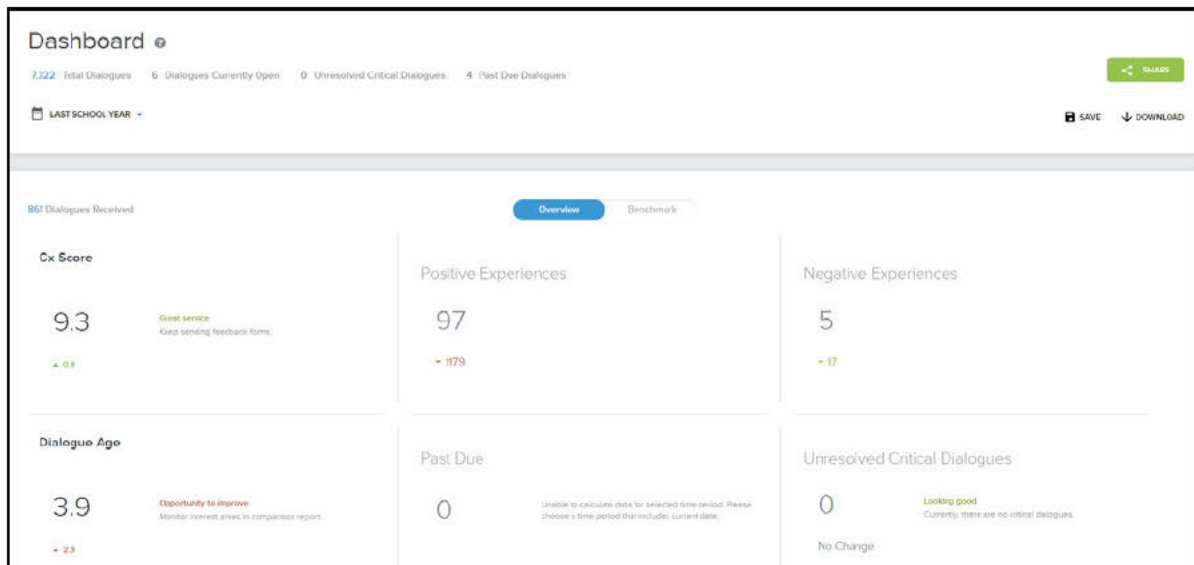 Dashboard
7,322 Total Dialogues 6 Dialogues Currently Open 0 Unresolved Critical Dialogues 4 Past Due Dialogues
SHARE
LAST SCHOOL YEAR
SAVE DOWNLOAD
861 Dialogues Received
Overview Benchmark
Cx Score
9.3
Great service
Keep sending feedback forms.
0.8
Positive Experiences
97
1179
Negative Experiences
5
17
Dialogue Age
3.9
Opportunity to improve
Monitor interest areas in comparison report.
2.9
Past Due
0
Unable to calculate data for selected time period. Please
choose a time period that includes current date.
Unresolved Critical Dialogues
0
Looking good
Currently, there are no critical dialogues.
No Change